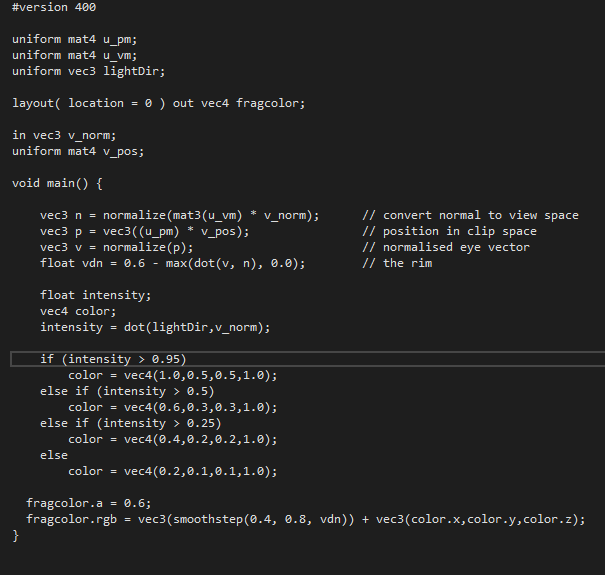 #version 400
uniform mat4 u_pm;
uniform mat4 u_vm;
uniform vec3 lightDir;
layout( location = 0 ) out vec4 fragcolor;
in vec3 v_norm;
uniform mat4 v_pos;
void main() {
vec3 n = normalize(mat3(u_vm) * v_norm); // convert normal to view space
vec3 p = vec3((u_pm) * v_pos); // position in clip space
vec3 v = normalize(p); // normalised eye vector
float vdn = 0.6 - max(dot(v, n), 0.0); // the rim
float intensity;
vec4 color;
intensity = dot(lightDir,v_norm);
if (intensity > 0.95)
color = vec4(1.0,0.5,0.5,1.0);
else if (intensity > 0.5)
color = vec4(0.6,0.3,0.3,1.0);
else if (intensity > 0.25)
color = vec4(0.4,0.2,0.2,1.0);
else
color = vec4(0.2,0.1,0.1,1.0);
fragcolor.a = 0.6;
fragcolor.rgb = vec3(smoothstep(0.4, 0.8, vdn)) + vec3(color.x,color.y,color.z);
}